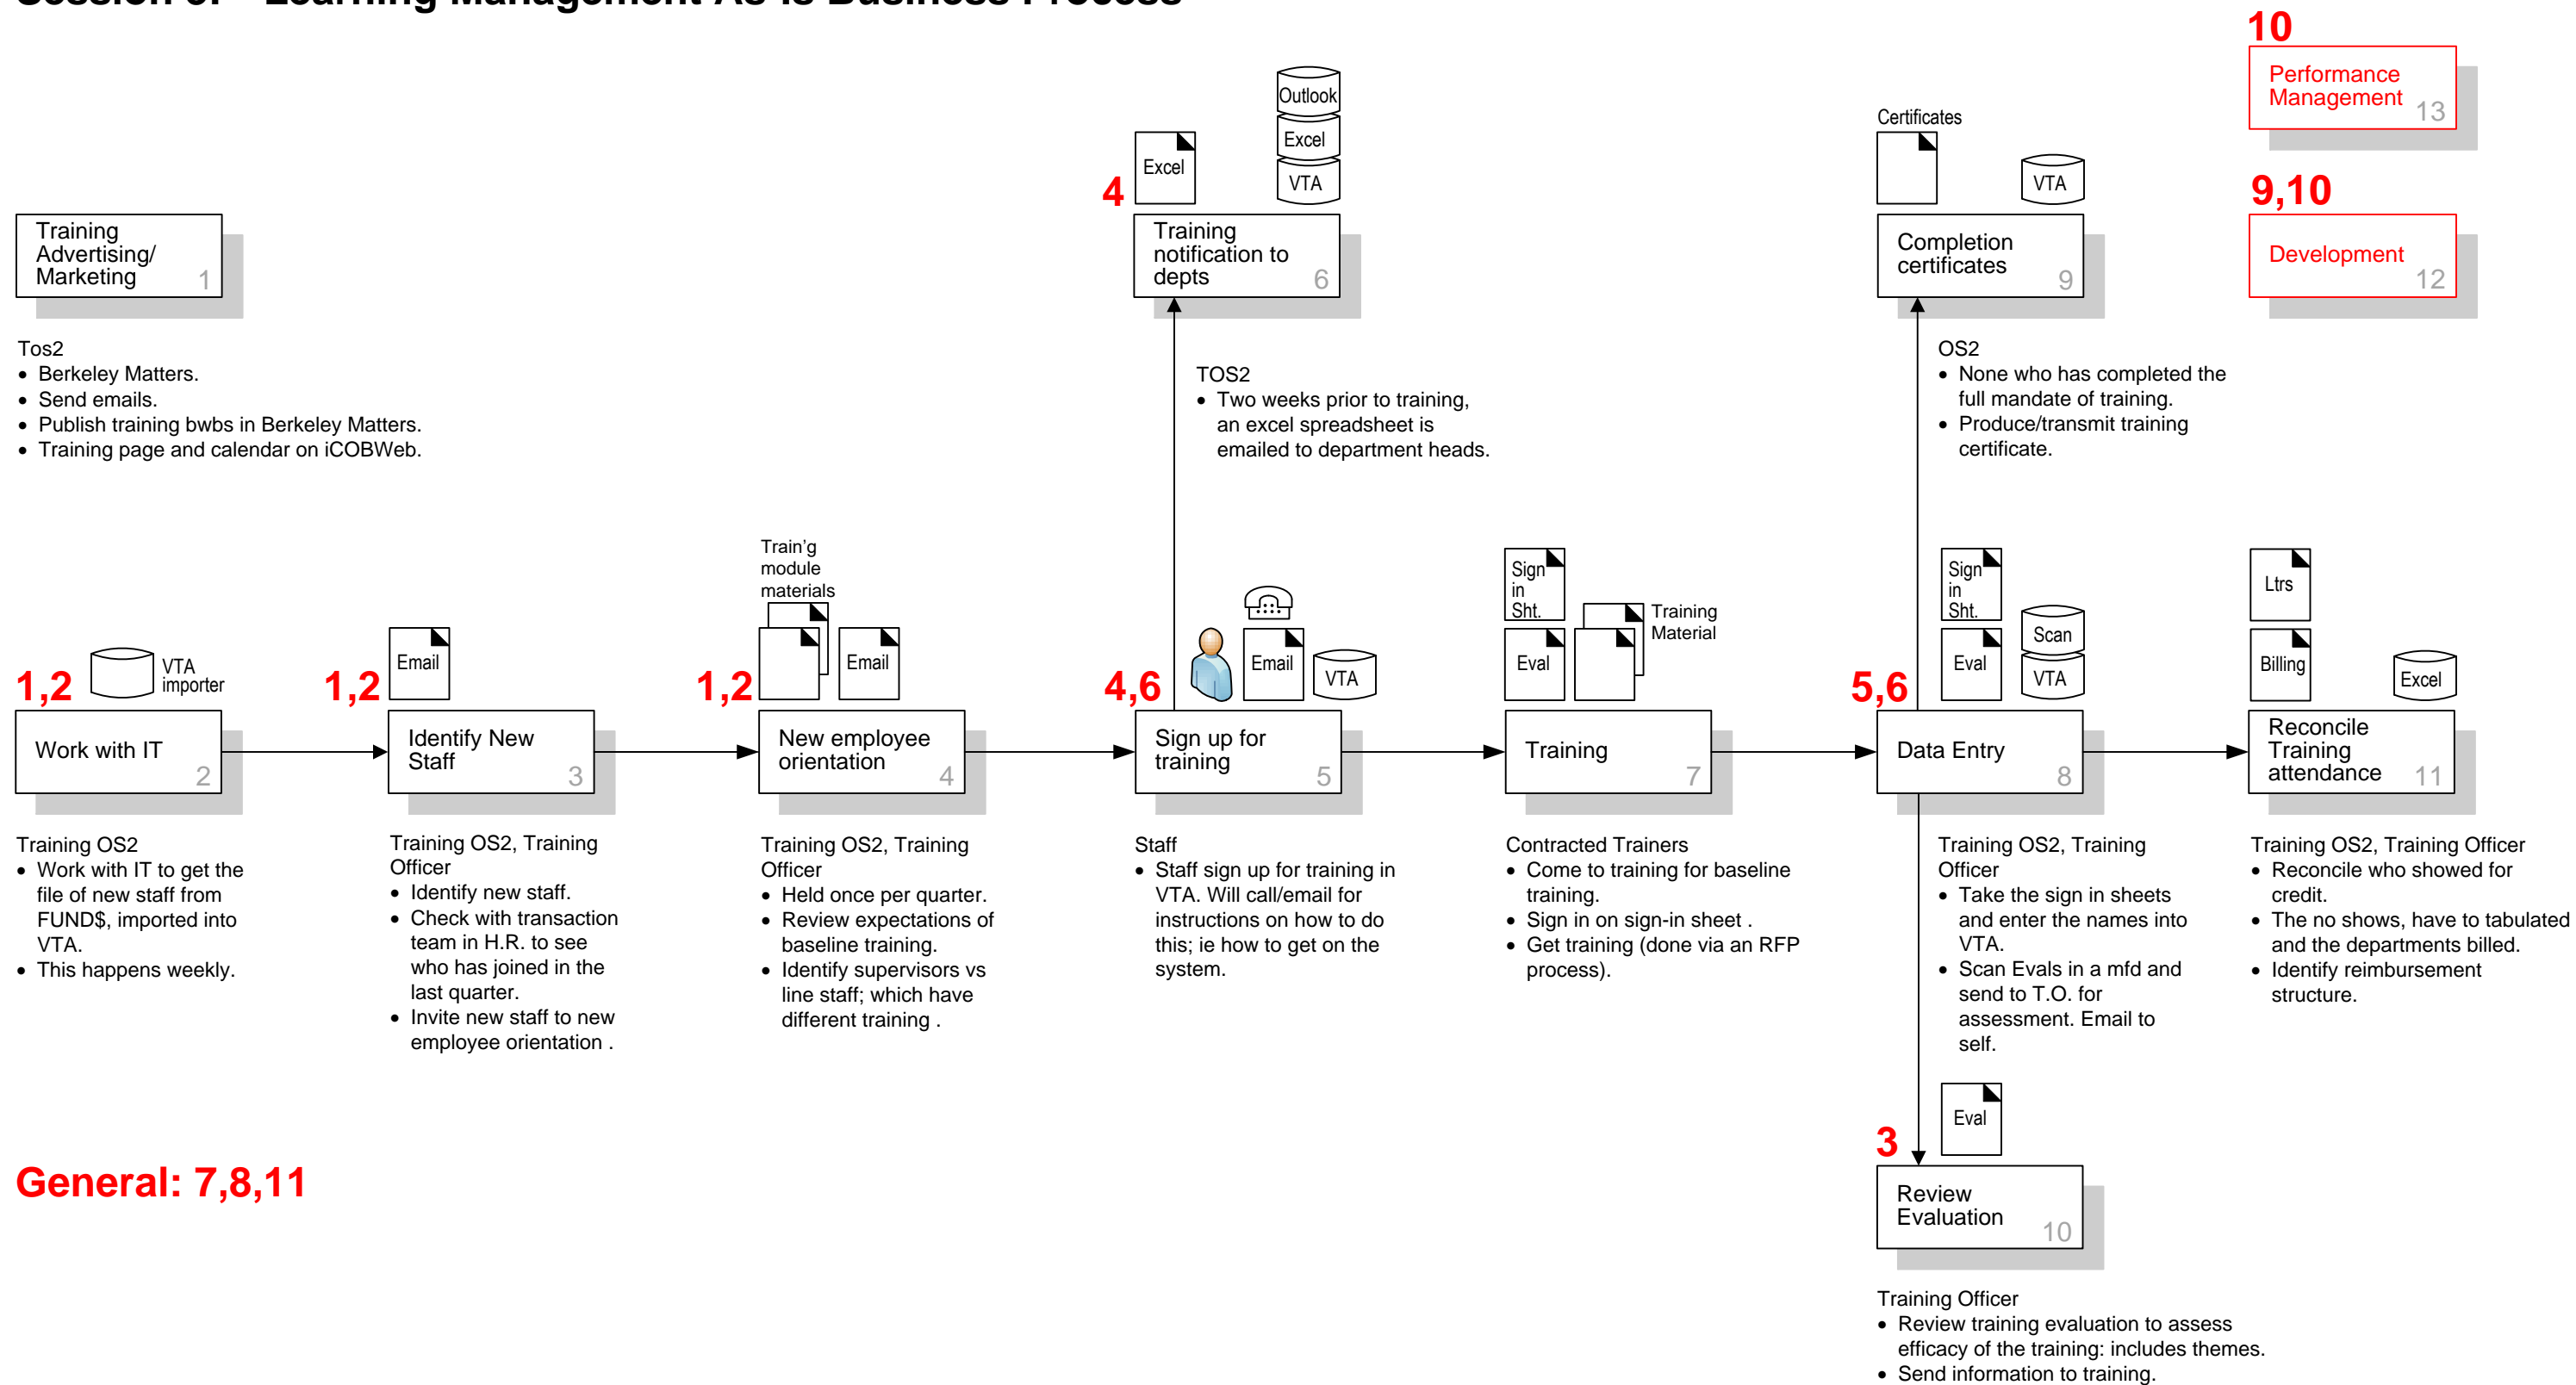 Session 3: Learning Management As-Is Business Process
10
Performance
Management
13
9,10
Development
12
Outlook
Excel
VTA
Excel
4
Training
notification to
depts
6
TOS2
• Two weeks prior to training,
an excel spreadsheet is
emailed to department heads.
Certificates
VTA
Completion
certificates
9
OS2
• None who has completed the
full mandate of training.
• Produce/transmit training
certificate.
Training
Advertising/
Marketing
1
Tos2
• Berkeley Matters.
• Send emails.
• Publish training bwbs in Berkeley Matters.
• Training page and calendar on iCOBWeb.
1,2
VTA
importer
Work with IT
2
Training OS2
• Work with IT to get the
file of new staff from
FUND$, imported into
VTA.
• This happens weekly.
1,2
Email
Identify New
Staff
3
Training OS2, Training
Officer
• Identify new staff.
• Check with transaction
team in H.R. to see
who has joined in the
last quarter.
• Invite new staff to new
employee orientation .
Train'g
module
materials
Email
1,2
New employee
orientation
4
Training OS2, Training
Officer
• Held once per quarter.
• Review expectations of
baseline training.
• Identify supervisors vs
line staff; which have
different training .
4,6
Email
VTA
Sign up for
training
5
Staff
• Staff sign up for training in
VTA. Will call/email for
instructions on how to do
this; ie how to get on the
system.
Sign
in
Sht.
Eval
Training
Material
Training
7
Contracted Trainers
• Come to training for baseline
training.
• Sign in on sign-in sheet .
• Get training (done via an RFP
process).
5,6
Sign
in
Sht.
Eval
Scan
VTA
Data Entry
8
Training OS2, Training
Officer
• Take the sign in sheets
and enter the names into
VTA.
• Scan Evals in a mfd and
send to T.O. for
assessment. Email to
self.
Ltrs
Billing
Excel
Reconcile
Training
attendance
11
Training OS2, Training Officer
• Reconcile who showed for
credit.
• The no shows, have to tabulated
and the departments billed.
• Identify reimbursement
structure.
Eval
3
Review
Evaluation
10
Training Officer
• Review training evaluation to assess
efficacy of the training: includes themes.
• Send information to training.
General: 7,8,11